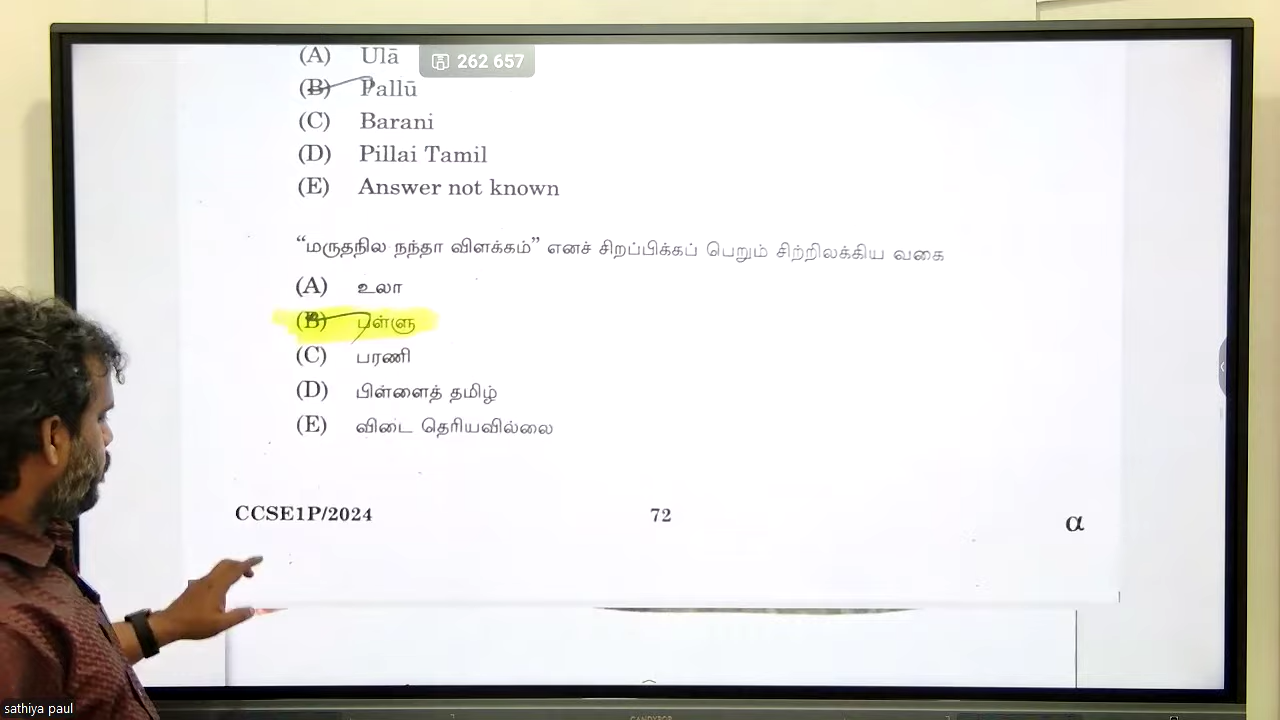 (A) Ulā
262 657
(B) Pallū
(C) Barani
(D) Pillai Tamil
(E) Answer not known
“மருதநில நந்தா விளக்கம்” எனச் சிறப்பிக்கப் பெறும் சிற்றிலக்கிய வகை
(A) உலா
(B) பள்ளு
(C) பரணி
(D) பிள்ளைத் தமிழ்
(E) விடை தெரியவில்லை
CCSE1P/2024 72 α
sathiya paul